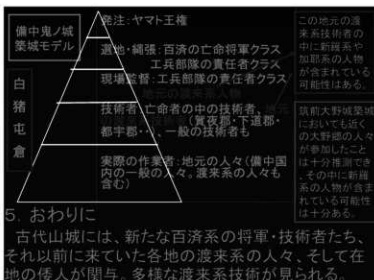 備中鬼ノ城
築城モデル
白猪屯倉
発注：ヤマト王権
選地・縄張：百済の亡命将軍クラス
工兵部隊の責任者クラス
現場監督：工兵部隊の責任者クラス
技術者：亡命者の中の技術者、
（賀夜郡・下道郡・
都宇郡・・）、一般の技術者も
実際の作業者：地元の人々（備中国
内の一般の人々。渡来系の人々も
含む）
この地元の渡
来系技術者の
中に新羅系や
加耶系の人物
が含まれている
可能性はある。
筑前大野城築城
においても近く
の大野郷の人々
が参加したこと
は十分推測でき
、その中に新羅
系の人物が含ま
れている可能性
は十分ある。
5. おわりに
古代山城には、新たな百済系の将軍・技術者たち、
それ以前に来ていた各地の渡来系の人々、そして在
地の倭人が関与。多様な渡来系技術が見られる。